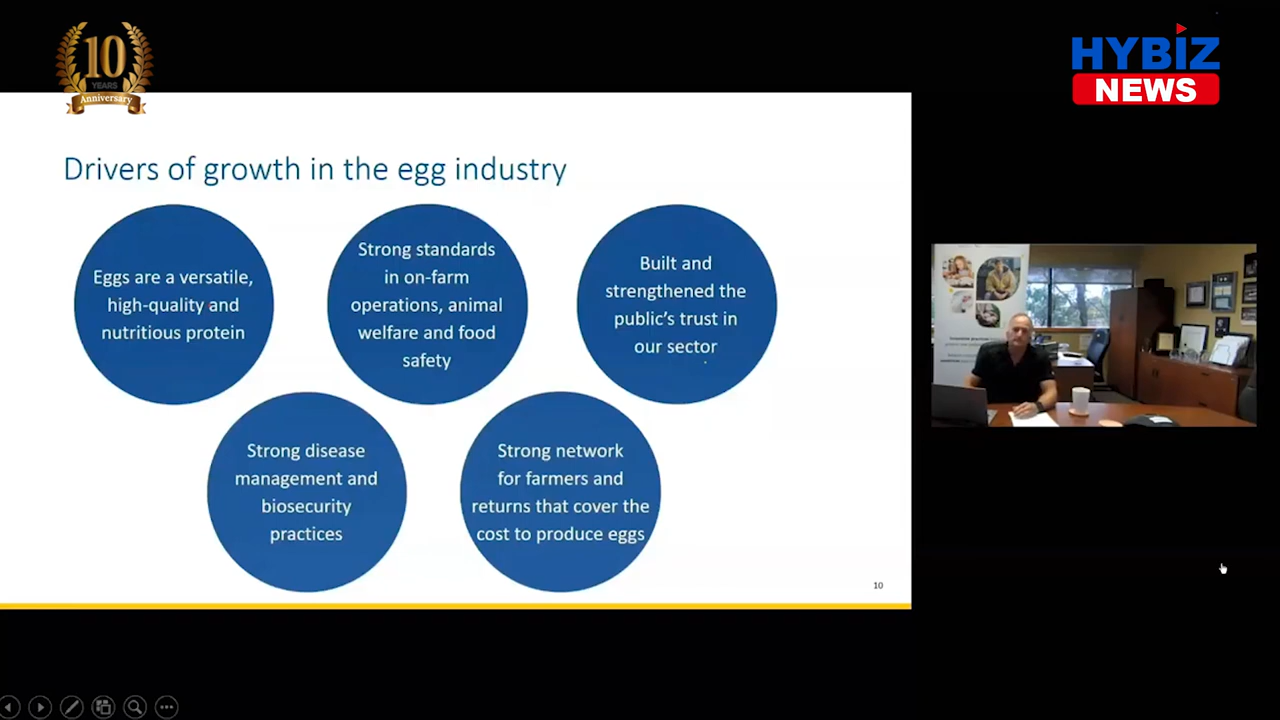 10
YEARS
Anniversary
HYBIZ
NEWS
Drivers of growth in the egg industry
Eggs are a versatile,
high-quality and
nutritious protein
Strong standards
in on-farm
operations, animal
welfare and food
safety
Built and
strengthened the
public's trust in
our sector
Strong disease
management and
biosecurity
practices
Strong network
for farmers and
returns that cover the
cost to produce eggs
10